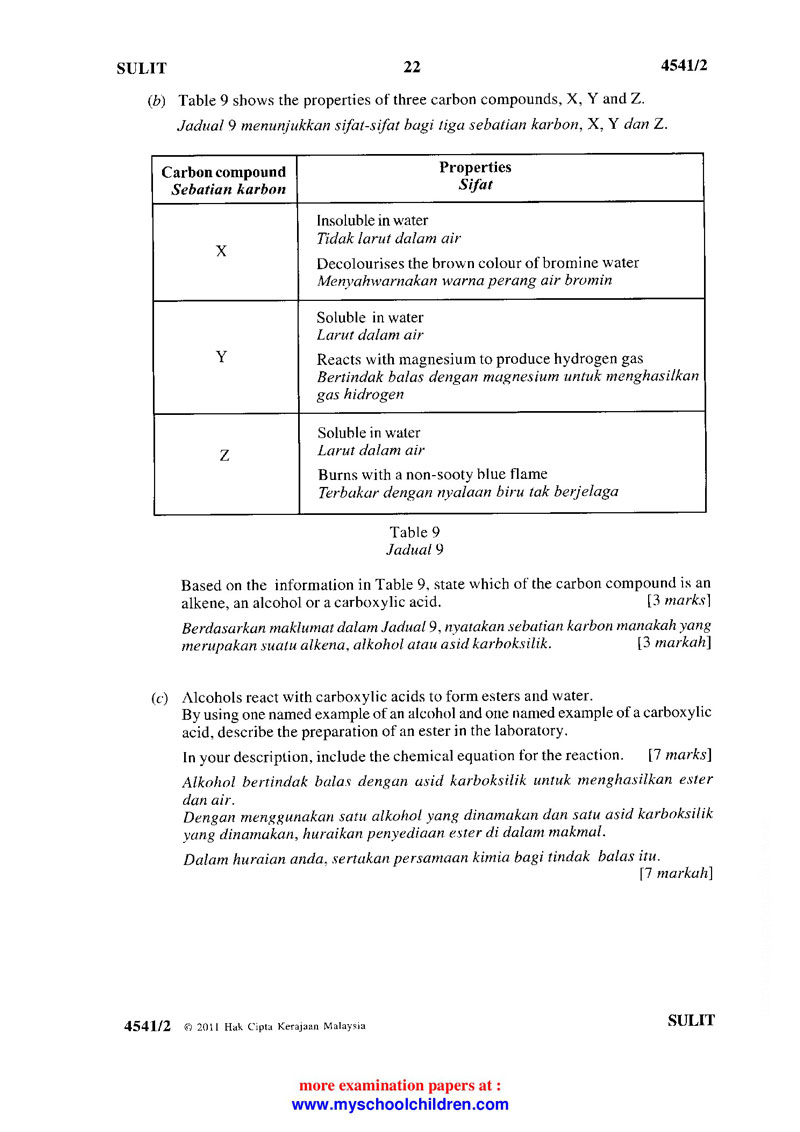 SULIT 22 4541/2
(b) Table 9 shows the properties of three carbon compounds, X, Y and Z.
Jadual 9 menunjukkan sifat-sifat bagi tiga sebatian karbon, X, Y dan Z.
Carbon compound
Sebatian karbon
Properties
Sifat
X
Insoluble in water
Tidak larut dalam air
Decolourises the brown colour of bromine water
Menyahwarnakan warna perang air bromin
Y
Soluble in water
Larut dalam air
Reacts with magnesium to produce hydrogen gas
Bertindak balas dengan magnesium untuk menghasilkan
gas hidrogen
Z
Soluble in water
Larut dalam air
Burns with a non-sooty blue flame
Terbakar dengan nyalaan biru tak berjelaga
Table 9
Jadual 9
Based on the information in Table 9, state which of the carbon compound is an
alkene, an alcohol or a carboxylic acid. [3 marks]
Berdasarkan maklumat dalam Jadual 9, nyatakan sebatian karbon manakah yang
merupakan suatu alkena, alkohol atau asid karboksilik. [3 markah]
(c) Alcohols react with carboxylic acids to form esters and water.
By using one named example of an alcohol and one named example of a carboxylic
acid, describe the preparation of an ester in the laboratory.
In your description, include the chemical equation for the reaction. [7 marks]
Alkohol bertindak balas dengan asid karboksilik untuk menghasilkan ester
dan air.
Dengan menggunakan satu alkohol yang dinamakan dan satu asid karboksilik
yang dinamakan, huraikan penyediaan ester di dalam makmal.
Dalam huraian anda, sertakan persamaan kimia bagi tindak balas itu.
[7 markah]
4541/2 © 2011 Hak Cipta Kerajaan Malaysia SULIT
more examination papers at :
www.myschoolchildren.com